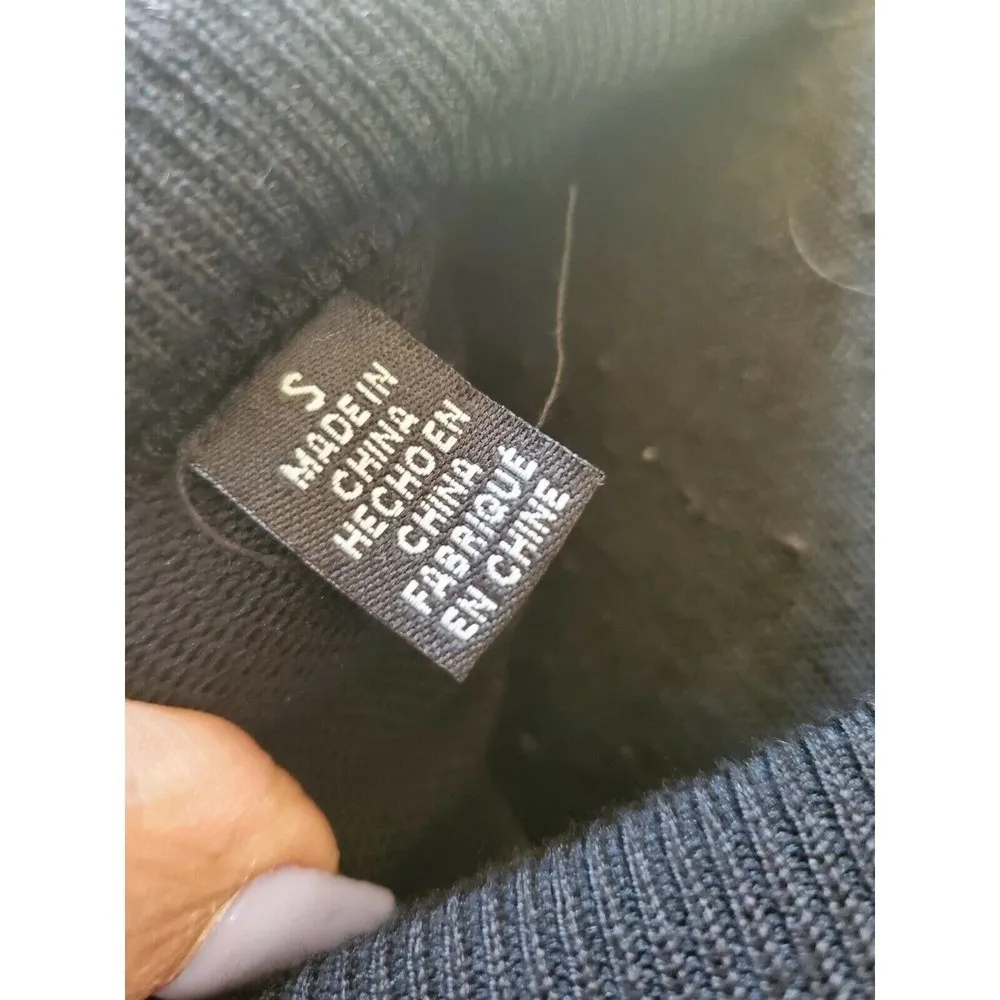 S
MADE IN
CHINA
HECHO EN
CHINA
FABRIQUÉ
EN CHINE